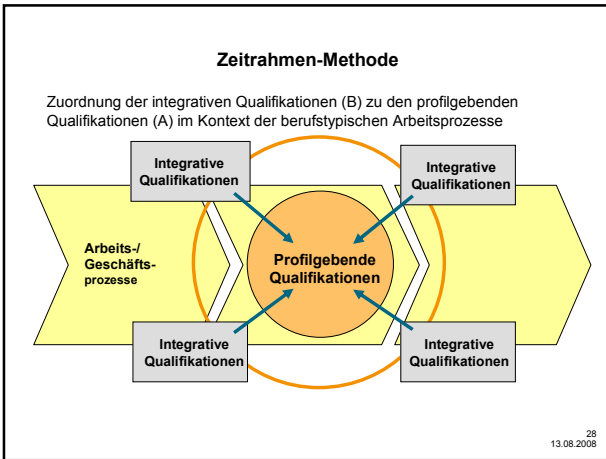 Zeitrahmen-Methode
Zuordnung der integrativen Qualifikationen (B) zu den profilgebenden
Qualifikationen (A) im Kontext der berufstypischen Arbeitsprozesse
Integrative
Qualifikationen
Integrative
Qualifikationen
Arbeits-/
Geschäfts-
prozesse
Profilgebende
Qualifikationen
Integrative
Qualifikationen
Integrative
Qualifikationen
28
13.08.2008